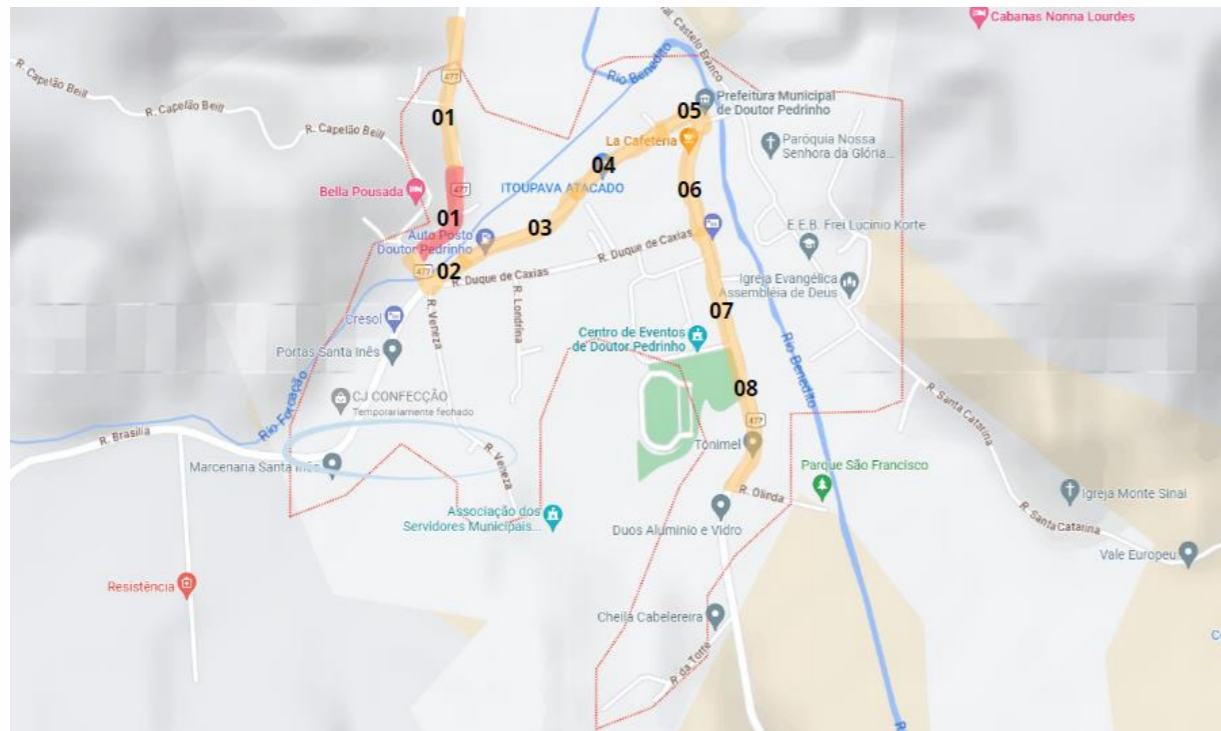 Cabanas Nonna Lourdes
R. Capelão Beill
477
Rio Benedito
al. Castelo Branco
R. Capelão Beill
01
05
Prefeitura Municipal
de Doutor Pedrinho
R. Capelão Beill
La Cafeteria
Paróquia Nossa
Senhora da Glória...
04
Bella Pousada
477
ITOUPAVA ATACADO
06
01
03
Auto Posto
Doutor Pedrinho
E.E.B. Frei Lucínio Korte
R. Duque de Caxias
477
02
R. Duque de Caxias
Igreja Evangélica
Assembléia de Deus
R. Veneza
R. Londrina
07
Cresol
Centro de Eventos
de Doutor Pedrinho
Portas Santa Inês
Rio Benedito
08
CJ CONFECÇÃO
Temporariamente fechado
R. Santa Catarina
Rio Forcação
477
R. Brasilia
Tonimel
R. Veneza
Marcenaria Santa Inês
Parque São Francisco
R. Olinda
Igreja Monte Sinai
Associação dos
Servidores Municipais...
R. Santa Catarina
Duos Aluminio e Vidro
Vale Europeu
Resistência
Cheila Cabelereira
R. da Torre